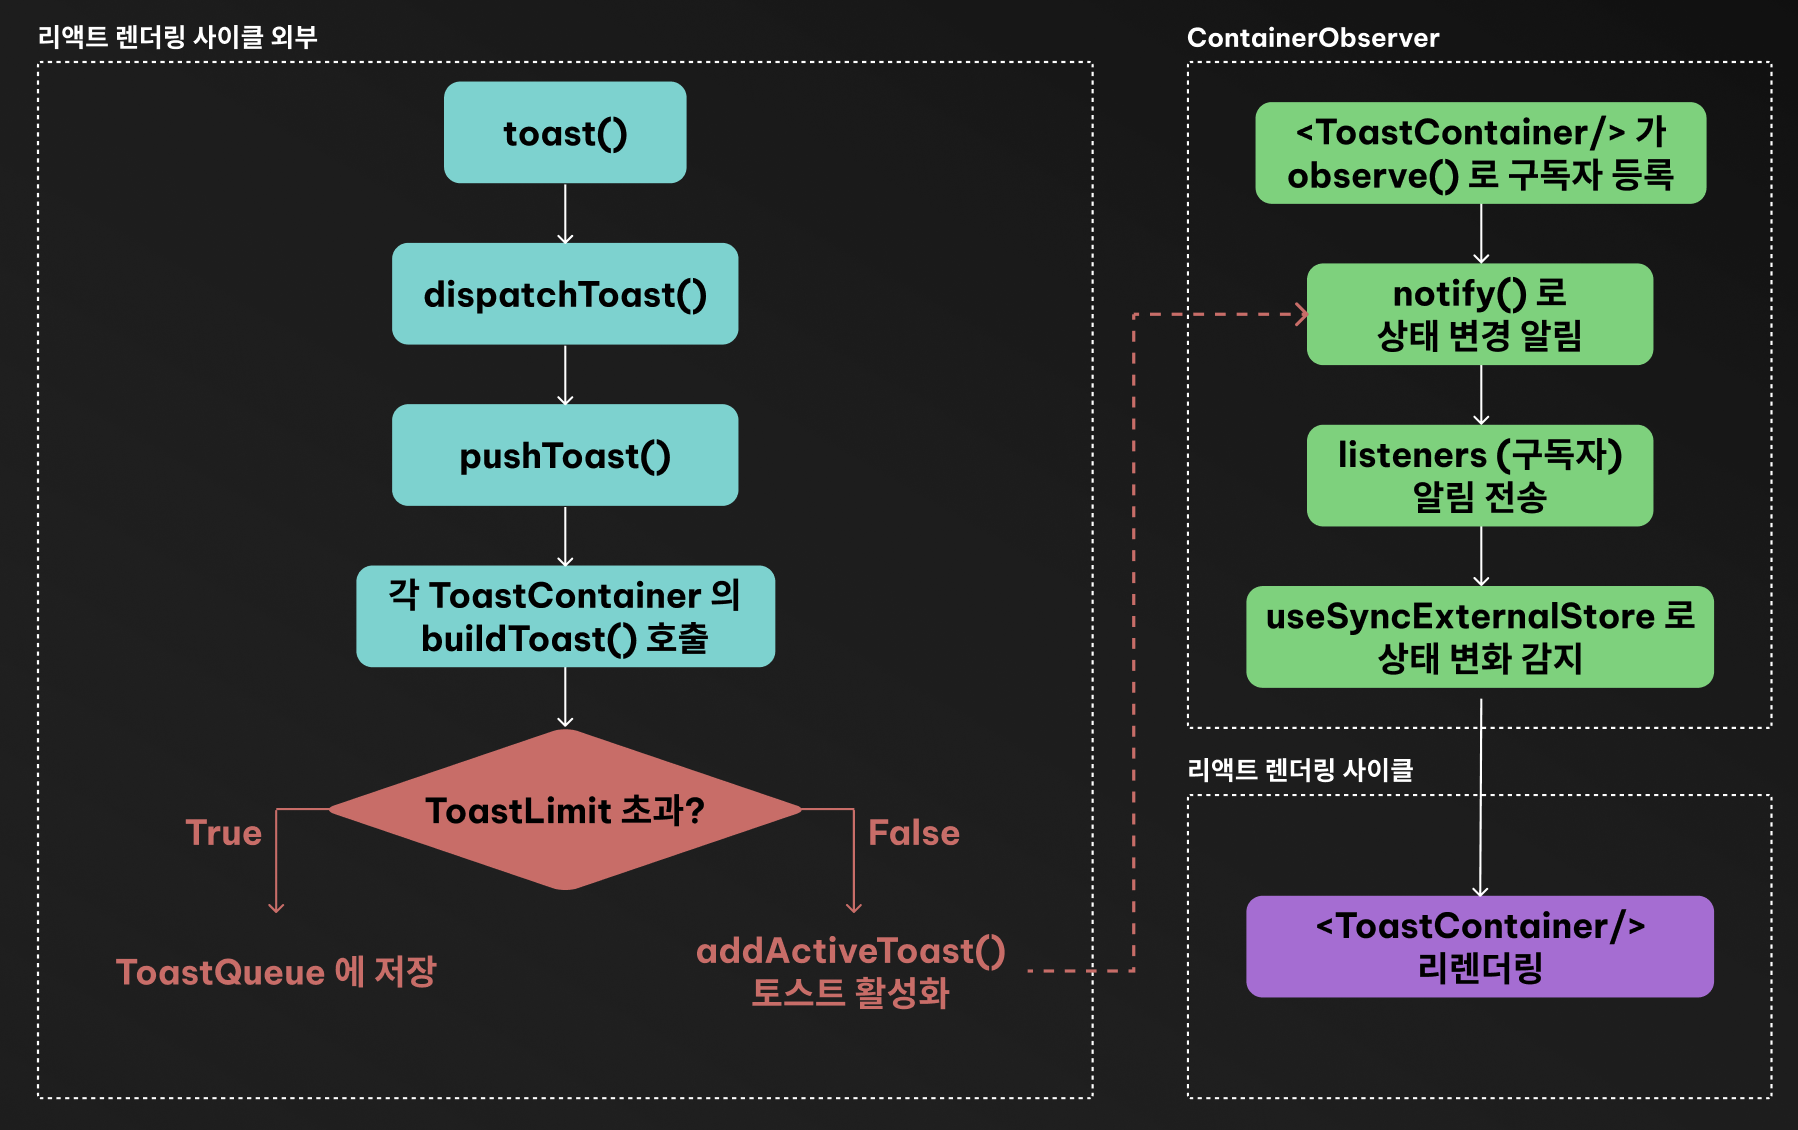 리액트 렌더링 사이클 외부
toast()
dispatchToast()
pushToast()
각 ToastContainer 의
buildToast() 호출
ToastLimit 초과?
True
False
ToastQueue 에 저장
addActiveToast()
토스트 활성화
ContainerObserver
<ToastContainer/> 가
observe() 로 구독자 등록
notify() 로
상태 변경 알림
listeners (구독자)
알림 전송
useSyncExternalStore 로
상태 변화 감지
리액트 렌더링 사이클
<ToastContainer/>
리렌더링